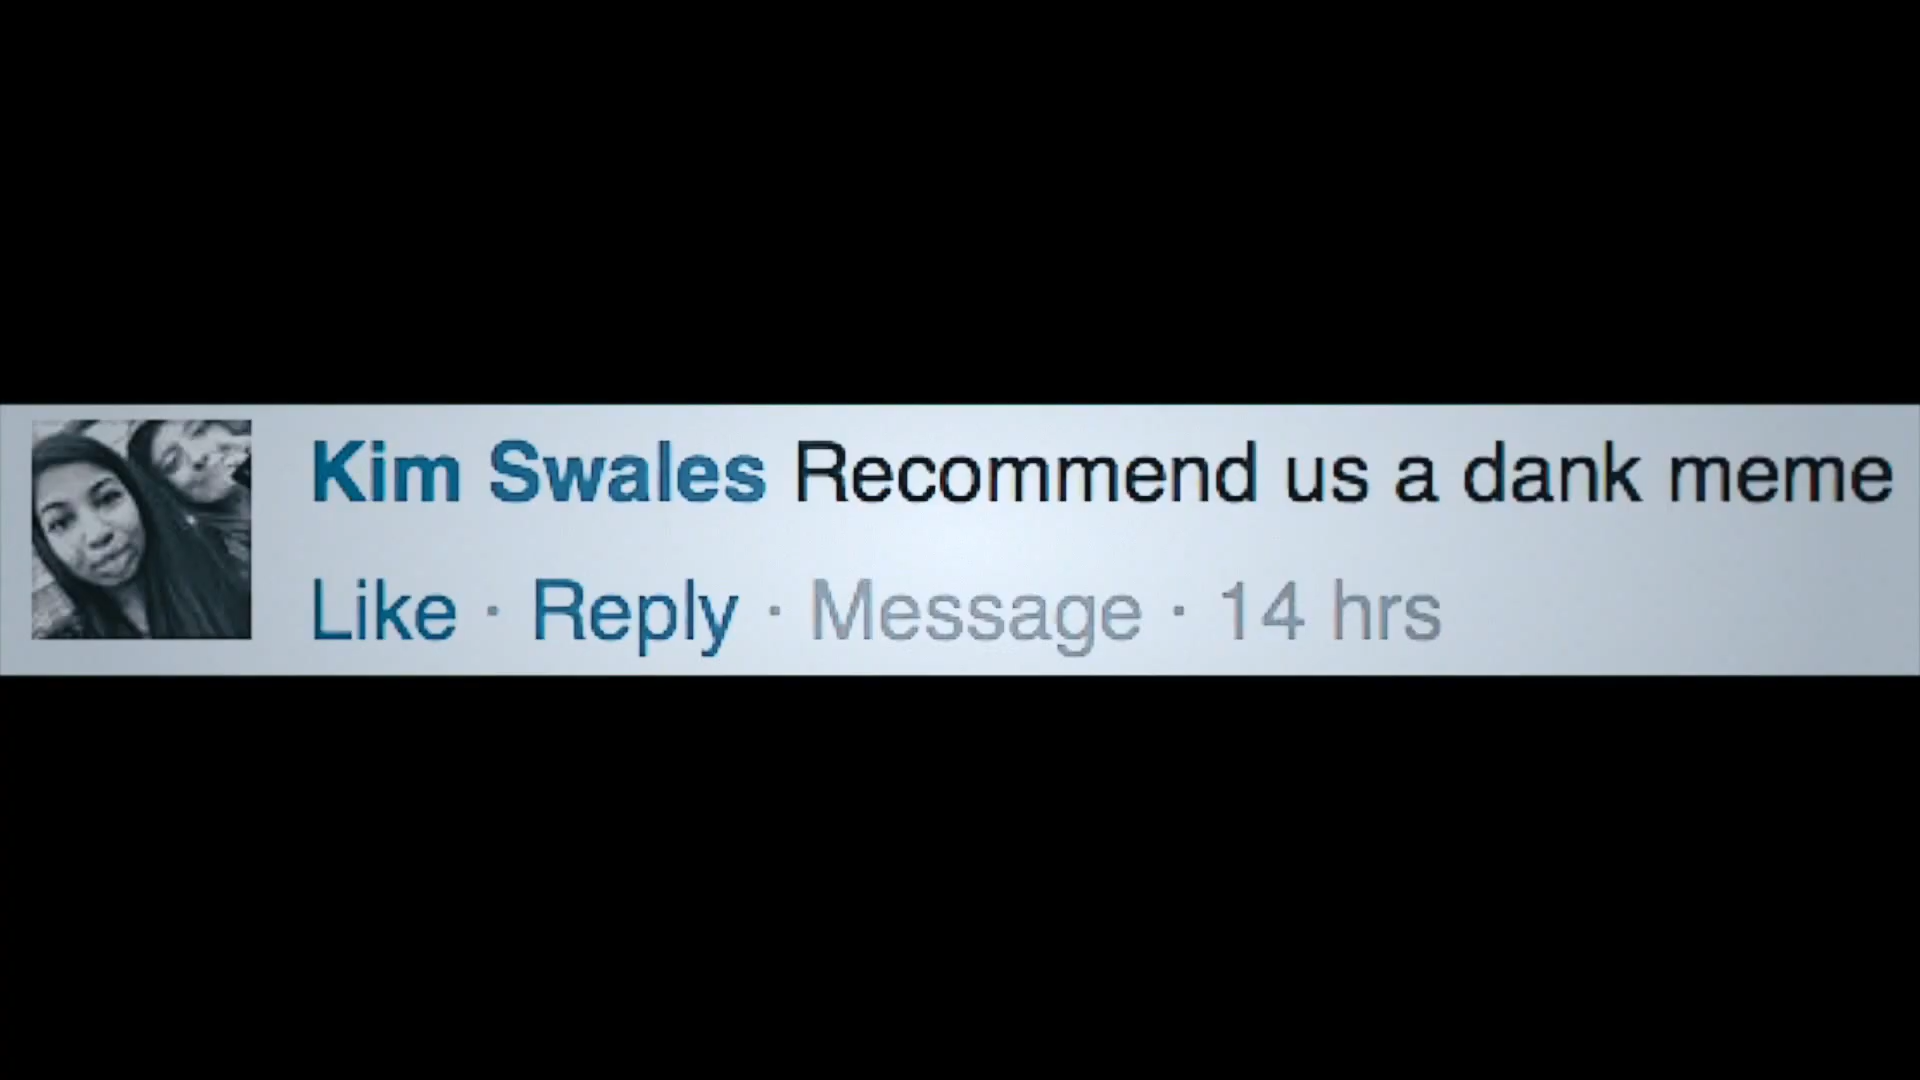 Kim Swales Recommend us a dank meme
Like · Reply · Message · 14 hrs